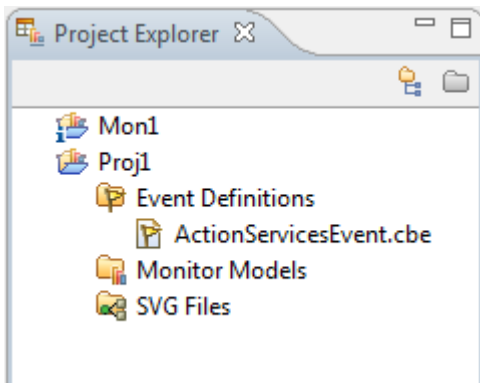 Project Explorer
Mon1
Proj1
Event Definitions
ActionServicesEvent.cbe
Monitor Models
SVG Files